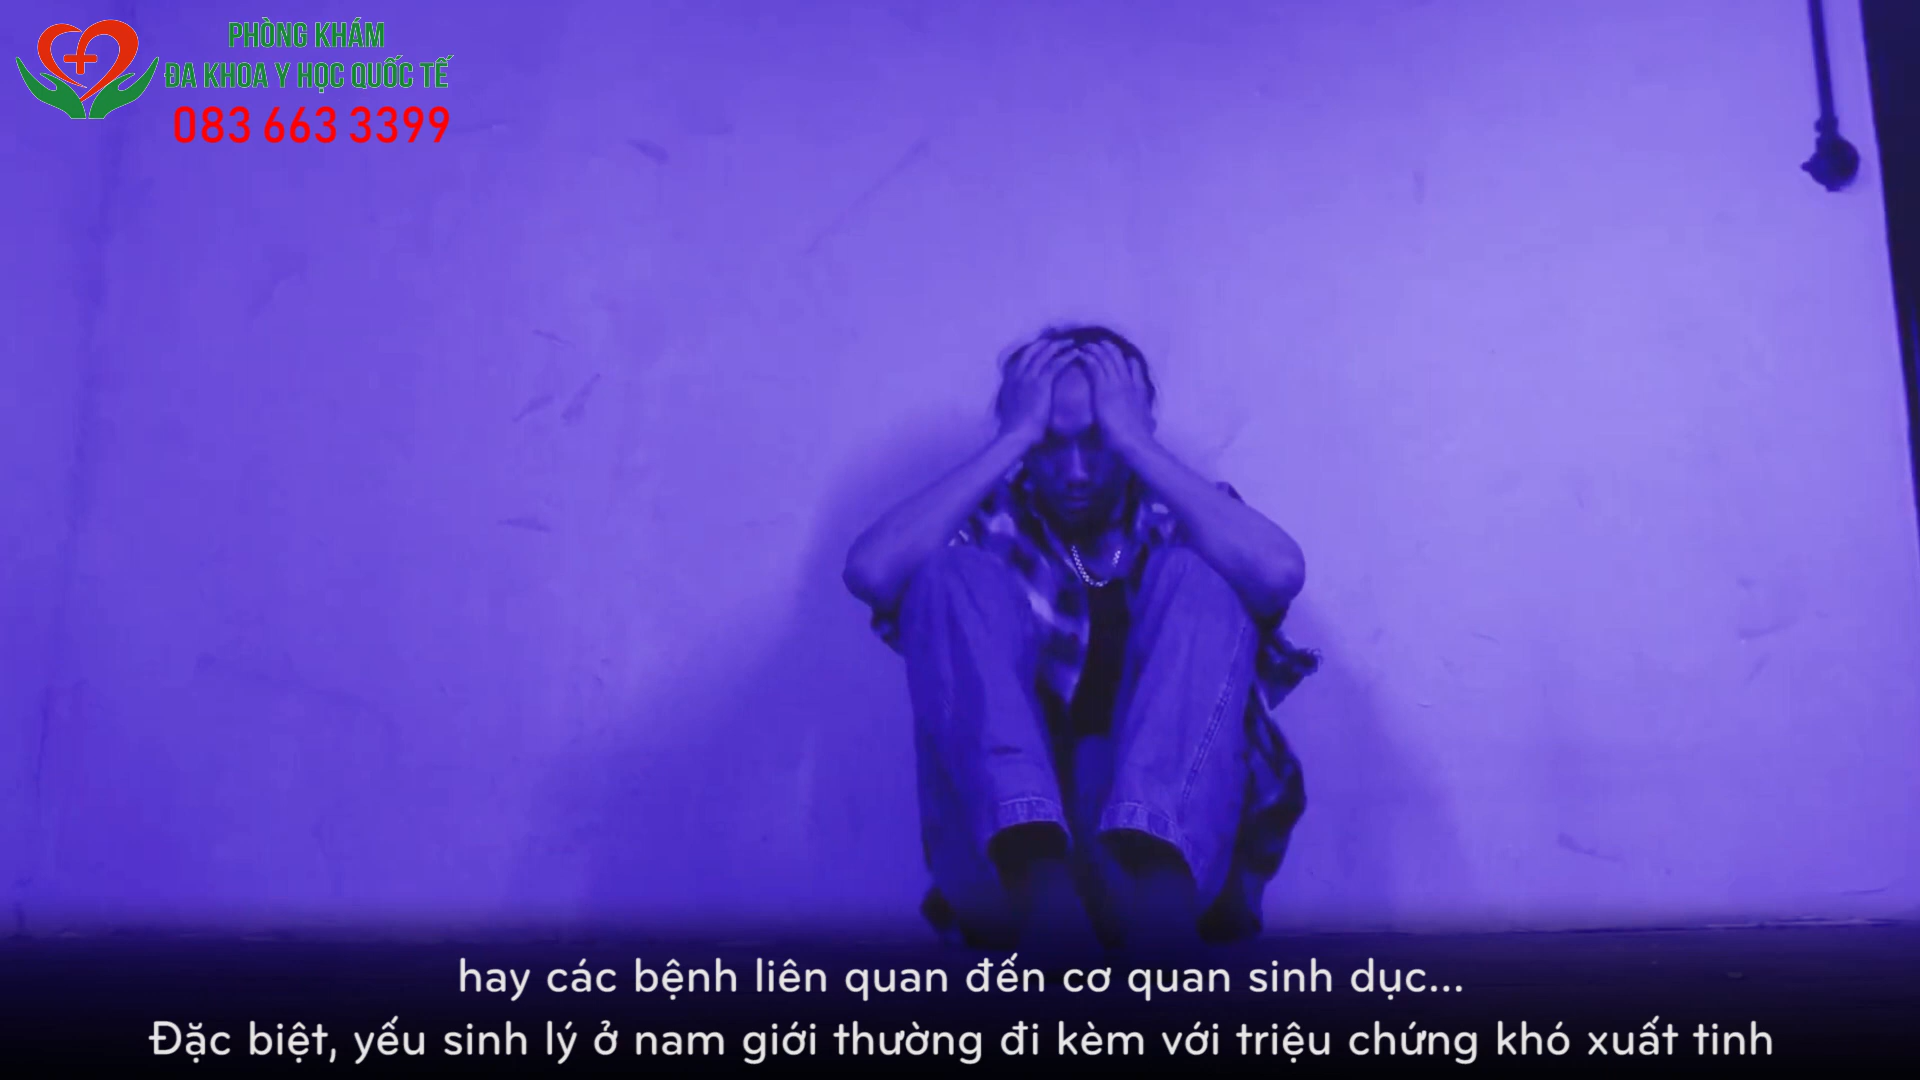 PHÒNG KHÁM
ĐA KHOA Y HỌC QUỐC TẾ
083 663 3399
hay các bệnh liên quan đến cơ quan sinh dục...
Đặc biệt, yếu sinh lý ở nam giới thường đi kèm với triệu chứng khó xuất tinh